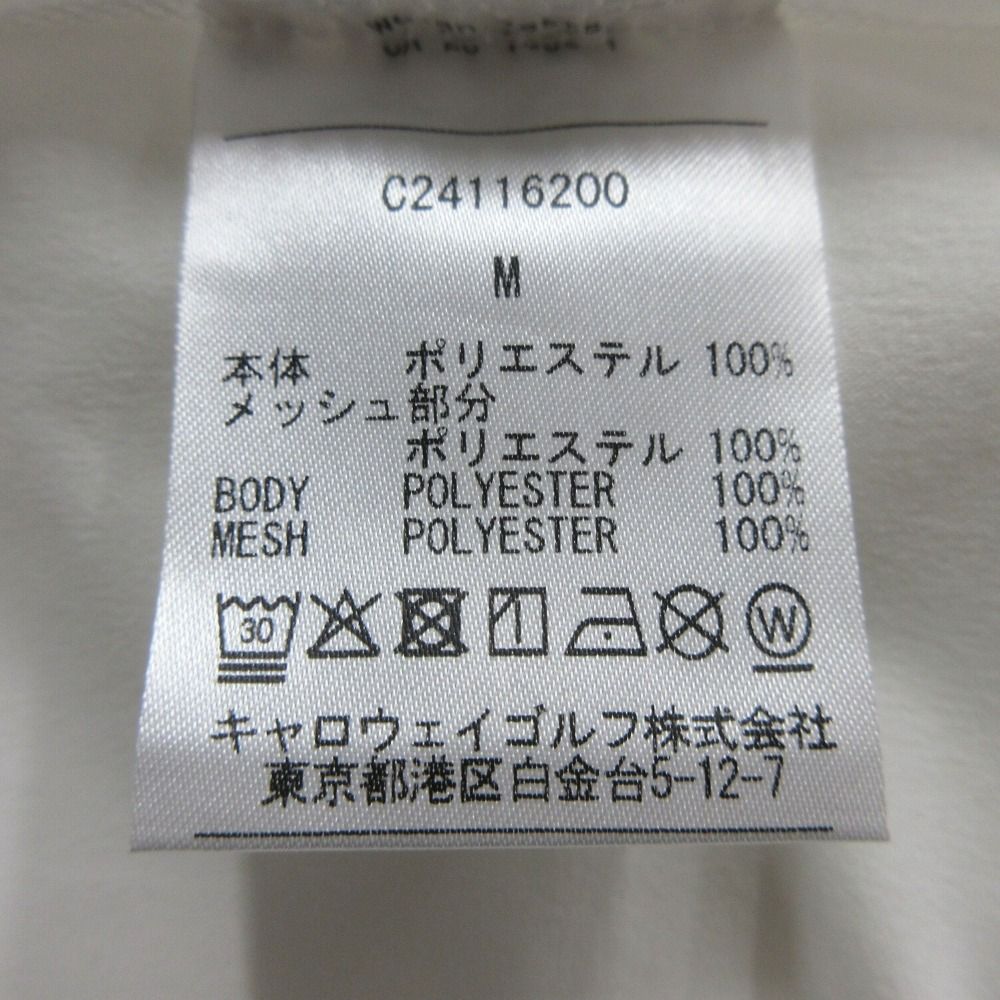 C24116200
M
本体 ポリエステル 100%
メッシュ部分
ポリエステル 100%
BODY POLYESTER 100%
MESH POLYESTER 100%
30 W
キャロウェイゴルフ株式会社
東京都港区白金台5-12-7